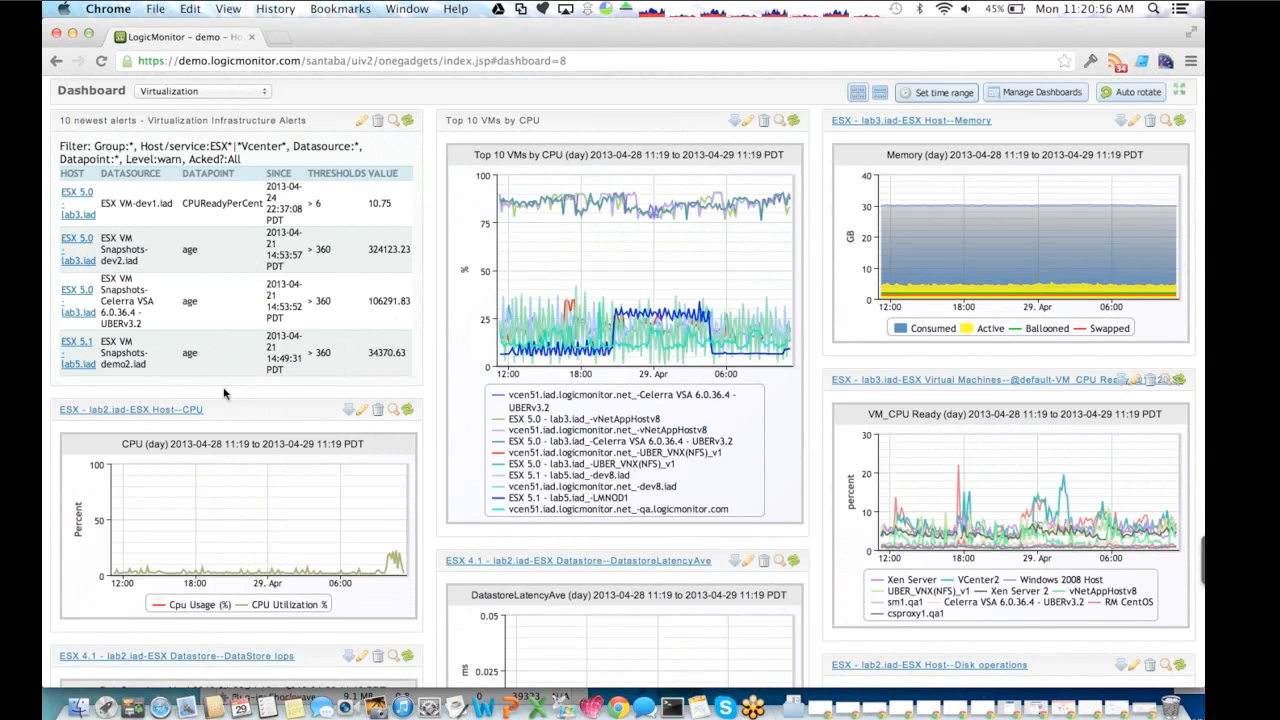 Chrome File Edit View History Bookmarks Window Help 45% Mon 11:20:56 AM
LogicMonitor - demo -
https://demo.logicmonitor.com/santaba/uiv2/onegadgets/index.jsp#dashboard=8
34
Dashboard Virtualization Set time range Manage Dashboards Auto rotate
10 newest alerts - Virtualization Infrastructure Alerts
Filter: Group:*, Host/service:ESX*|*Vcenter*, Datasource:*,
Datapoint:*, Level:warn, Acked?:All
HOST DATASOURCE DATAPOINT SINCE THRESHOLDS VALUE
ESX 5.0 - lab3.iad ESX VM-dev1.iad CPUReadyPerCent 2013-04-24 22:37:08 PDT > 6 10.75
ESX 5.0 - lab3.iad ESX VM Snapshots-dev2.iad age 2013-04-21 14:53:57 PDT > 360 324123.23
ESX 5.0 - lab3.iad ESX VM Snapshots-Celerra VSA 6.0.36.4 - UBERv3.2 age 2013-04-21 14:53:52 PDT > 360 106291.83
ESX 5.1 - lab5.iad ESX VM Snapshots-demo2.iad age 2013-04-21 14:49:31 PDT > 360 34370.63
ESX - lab2.iad-ESX Host--CPU
CPU (day) 2013-04-28 11:19 to 2013-04-29 11:19 PDT
Percent
100
50
0
12:00 18:00 29. Apr 06:00
Cpu Usage (%) CPU Utilization %
ESX 4.1 - lab2.iad-ESX Datastore--DataStore Iops
Top 10 VMs by CPU
Top 10 VMs by CPU (day) 2013-04-28 11:19 to 2013-04-29 11:19 PDT
%
100
75
50
25
0
12:00 18:00 29. Apr 06:00
vcen51.iad.logicmonitor.net_-Celerra VSA 6.0.36.4 -
UBERv3.2
ESX 5.0 - lab3.iad_-vNetAppHostv8
vcen51.iad.logicmonitor.net_-vNetAppHostv8
ESX 5.0 - lab3.iad_-Celerra VSA 6.0.36.4 - UBERv3.2
vcen51.iad.logicmonitor.net_-UBER_VNX(NFS)_v1
ESX 5.0 - lab3.iad_-UBER_VNX(NFS)_v1
ESX 5.1 - lab5.iad_-dev8.iad
vcen51.iad.logicmonitor.net_-dev8.iad
ESX 5.1 - lab5.iad_-LMNOD1
vcen51.iad.logicmonitor.net_-qa.logicmonitor.com
ESX 4.1 - lab2.iad-ESX Datastore--DatastoreLatencyAve
DatastoreLatencyAve (day) 2013-04-28 11:19 to 2013-04-29 11:19 PDT
ms
0.05
0.025
ESX - lab3.iad-ESX Host--Memory
Memory (day) 2013-04-28 11:19 to 2013-04-29 11:19 PDT
GB
40
30
20
10
0
12:00 18:00 29. Apr 06:00
Consumed Active Ballooned Swapped
ESX - lab3.iad-ESX Virtual Machines--@default-VM_CPU
VM_CPU Ready (day) 2013-04-28 11:19 to 2013-04-29 11:19 PDT
percent
30
20
10
0
12:00 18:00 29. Apr 06:00
Xen Server VCenter2 Windows 2008 Host
UBER_VNX(NFS)_v1 Xen Server 2 vNetAppHostv8
sm1.qa1 Celerra VSA 6.0.36.4 - UBERv3.2 RM CentOS
csproxy1.qa1
ESX - lab2.iad-ESX Host--Disk operations
29